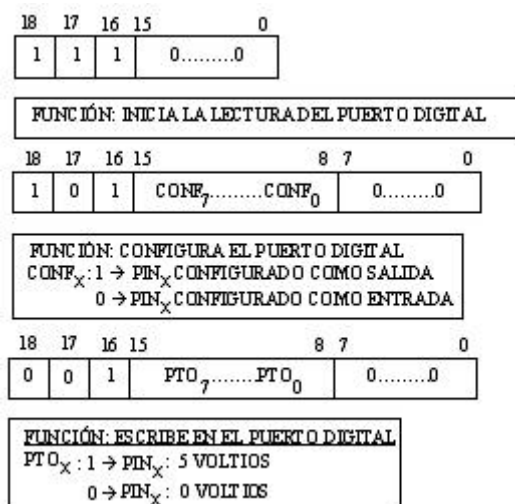 18 17 16 15 0
1 1 1 0.........0
FUNCIÓN: INICIA LA LECTURA DEL PUERTO DIGITAL
18 17 16 15 8 7 0
1 0 1 CONF7.........CONF0 0.........0
FUNCIÓN: CONFIGURA EL PUERTO DIGITAL
CONFX: 1 → PINX CONFIGURADO COMO SALIDA
0 → PINX CONFIGURADO COMO ENTRADA
18 17 16 15 8 7 0
0 0 1 PTO7.......PTO0 0.........0
FUNCIÓN: ESCRIBE EN EL PUERTO DIGITAL
PTOX : 1 → PINX: 5 VOLTIOS
0 → PINX: 0 VOLTIOS